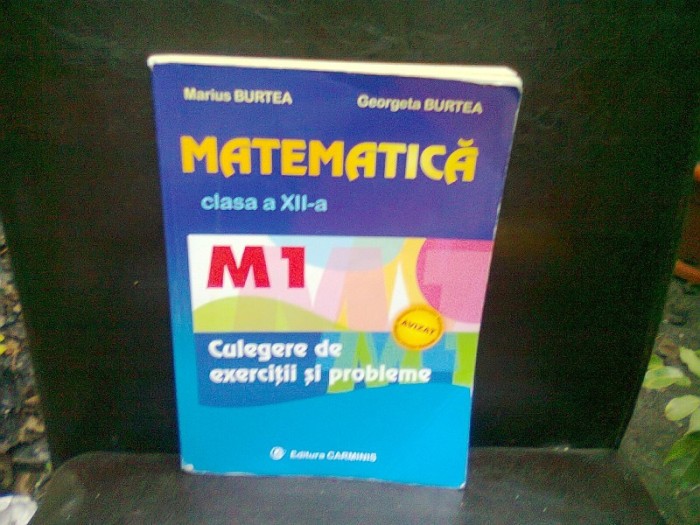 Marius BURTEA Georgeta BURTEA
MATEMATICĂ
clasa a XII-a
M1
AVIZAT
Culegere de
exerciţii şi probleme
Editura CARMINIS